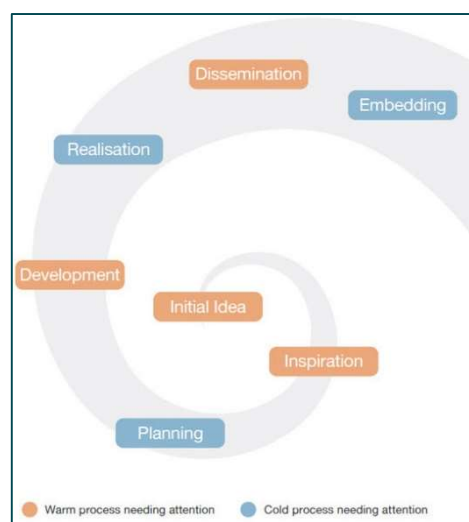 Dissemination
Embedding
Realisation
Development
Initial Idea
Inspiration
Planning
Warm process needing attention
Cold process needing attention